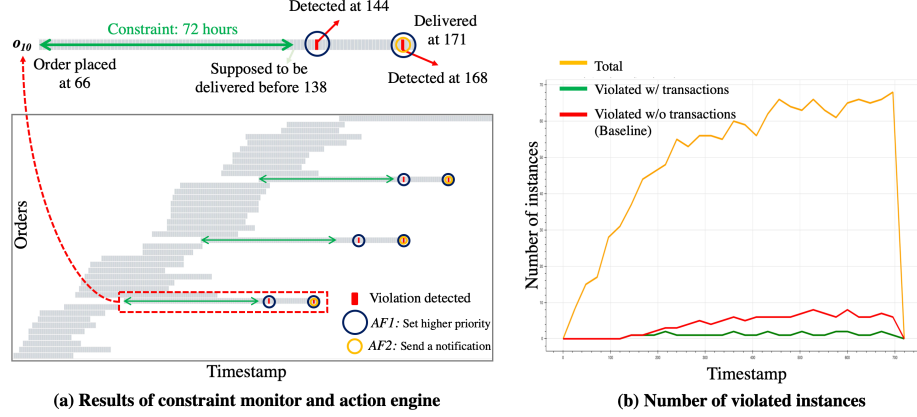 Detected at 144
Delivered
at 171
Constraint: 72 hours
o10
Order placed
at 66
Supposed to be
delivered before 138
Detected at 168
Orders
Violation detected
AF1: Set higher priority
AF2: Send a notification
Timestamp
(a) Results of constraint monitor and action engine
Total
Violated w/ transactions
Violated w/o transactions
(Baseline)
Number of instances
Timestamp
(b) Number of violated instances